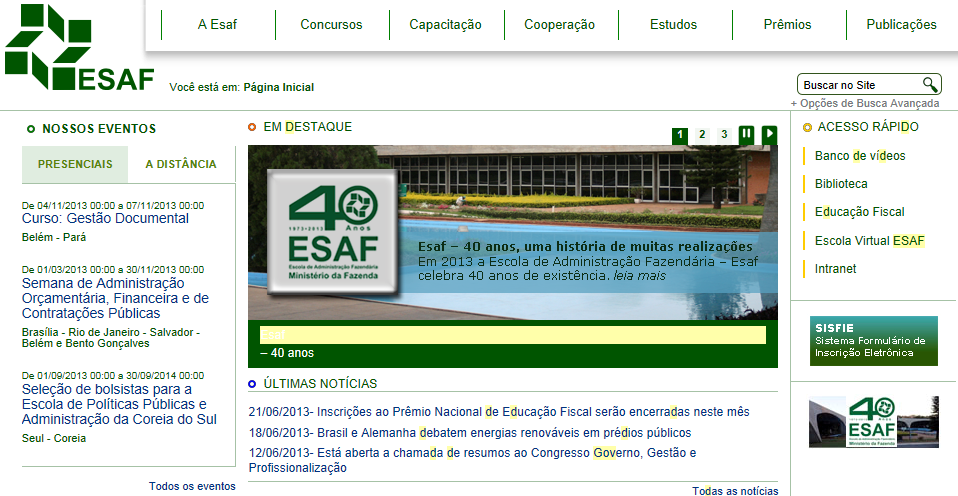 ESAF
A Esaf
Concursos
Capacitação
Cooperação
Estudos
Prêmios
Publicações
Você está em: Página Inicial
Buscar no Site
+ Opções de Busca Avançada
NOSSOS EVENTOS
PRESENCIAIS
A DISTÂNCIA
De 04/11/2013 00:00 a 07/11/2013 00:00
Curso: Gestão Documental
Belém - Pará
De 01/03/2013 00:00 a 30/11/2013 00:00
Semana de Administração
Orçamentária, Financeira e de
Contratações Públicas
Brasília - Rio de Janeiro - Salvador -
Belém e Bento Gonçalves
De 01/09/2013 00:00 a 30/09/2014 00:00
Seleção de bolsistas para a
Escola de Políticas Públicas e
Administração da Coreia do Sul
Seul - Coreia
Todos os eventos
EM DESTAQUE
1 2 3
40
Anos
1973•2013
ESAF
Escola de Administração Fazendária
Ministério da Fazenda
Esaf – 40 anos, uma história de muitas realizações
Em 2013 a Escola de Administração Fazendária – Esaf
celebra 40 anos de existência. leia mais
Esaf
– 40 anos
ÚLTIMAS NOTÍCIAS
21/06/2013- Inscrições ao Prêmio Nacional de Educação Fiscal serão encerradas neste mês
18/06/2013- Brasil e Alemanha debatem energias renováveis em prédios públicos
12/06/2013- Está aberta a chamada de resumos ao Congresso Governo, Gestão e
Profissionalização
Todas as notícias
ACESSO RÁPIDO
Banco de vídeos
Biblioteca
Educação Fiscal
Escola Virtual ESAF
Intranet
SISFIE
Sistema Formulário de
Inscrição Eletrônica
40
ESAF
Escola de Administração Fazendária
Ministério da Fazenda